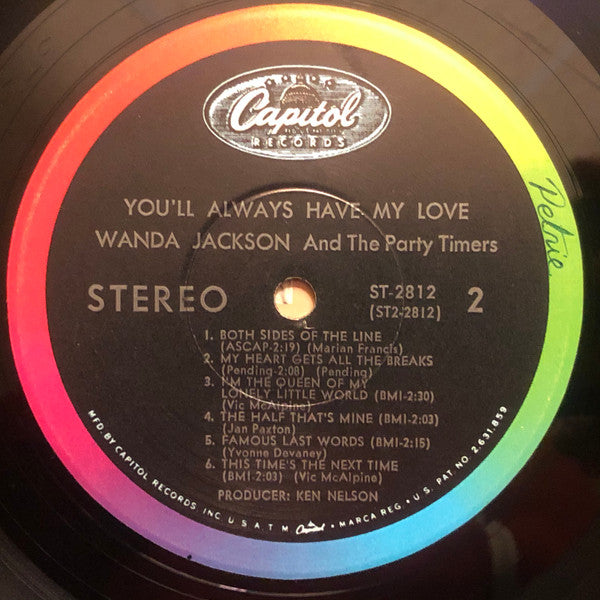 Capitol
RECORDS
YOU'LL ALWAYS HAVE MY LOVE
WANDA JACKSON And The Party Timers
STEREO
ST-2812
(ST2-2812)
2
1. BOTH SIDES OF THE LINE
(ASCAP-2:19) (Marian Francis)
2. MY HEART GETS ALL THE BREAKS
(Pending-2:08) (Pending)
3. I'M THE QUEEN OF MY
LONELY LITTLE WORLD (BMI-2:30)
(Vic McAlpine)
4. THE HALF THAT'S MINE (BMI-2:03)
(Jan Paxton)
5. FAMOUS LAST WORDS (BMI-2:15)
(Yvonne Devaney)
6. THIS TIME'S THE NEXT TIME
(BMI-2:03) (Vic McAlpine)
PRODUCER: KEN NELSON
MFD. BY CAPITOL RECORDS INC. U.S.A. T.M. Capitol • MARCA REG. • U.S. PAT. NO. 2,631,859
Petrie